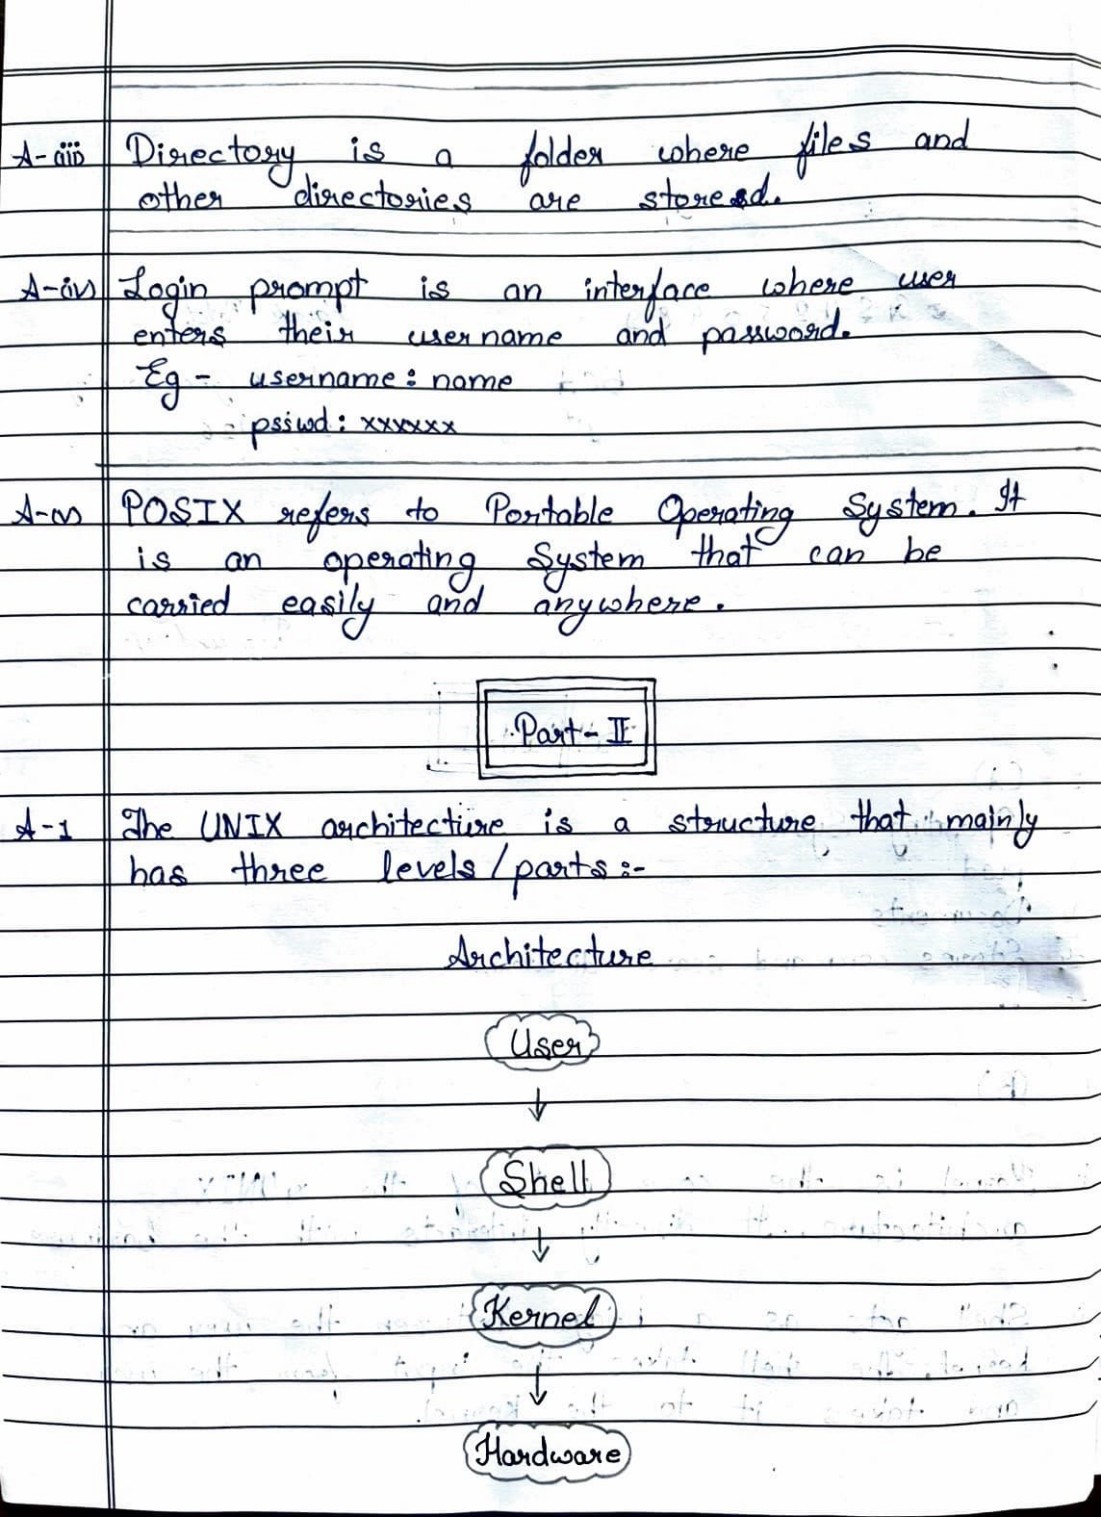 A-iii) Directory is a folder where files and
other directories are stored.
A-iv) Login prompt is an interface where user
enters their username and password.
Eg - username: name
psswd: xxxxxx
A-v) POSIX refers to Portable Operating System. It
is an operating System that can be
carried easily and anywhere.
Part-II
A-1 The UNIX architecture is a structure that mainly
has three levels/parts:-
Architecture
User
↓
Shell
↓
Kernel
↓
Hardware